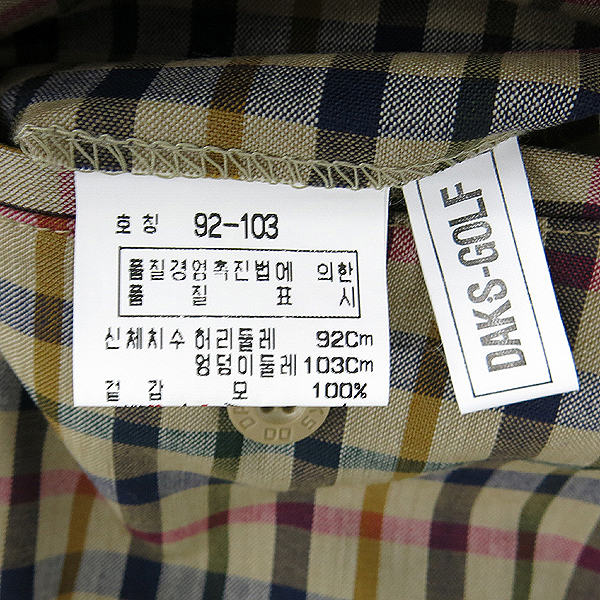 호칭 92-103
품질경영촉진법에 의한
품 질 표 시
신체치수 허리둘레 92Cm
엉덩이둘레 103Cm
겉감 모 100%
DAKS-GOLF
DAKS